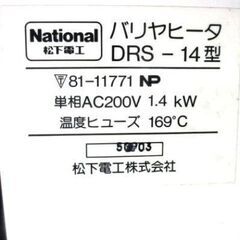 National
松下電工
バリヤヒータ
DRS-14型
81-11771 NP
単相AC200V 1.4 kW
温度ヒューズ 169°C
松下電工株式会社